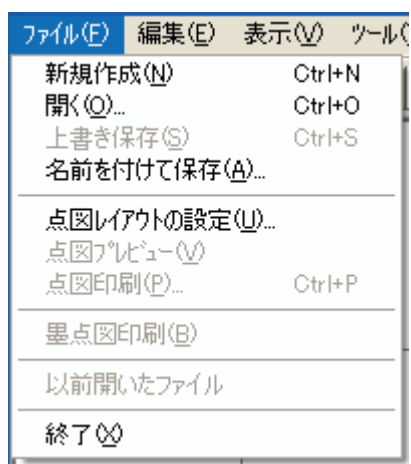 ファイル(F) 編集(E) 表示(V) ツール(
新規作成(N) Ctrl+N
開く(O)... Ctrl+O
上書き保存(S) Ctrl+S
名前を付けて保存(A)...
点図レイアウトの設定(U)...
点図プレビュー(V)
点図印刷(P)... Ctrl+P
墨点図印刷(B)
以前開いたファイル
終了(X)